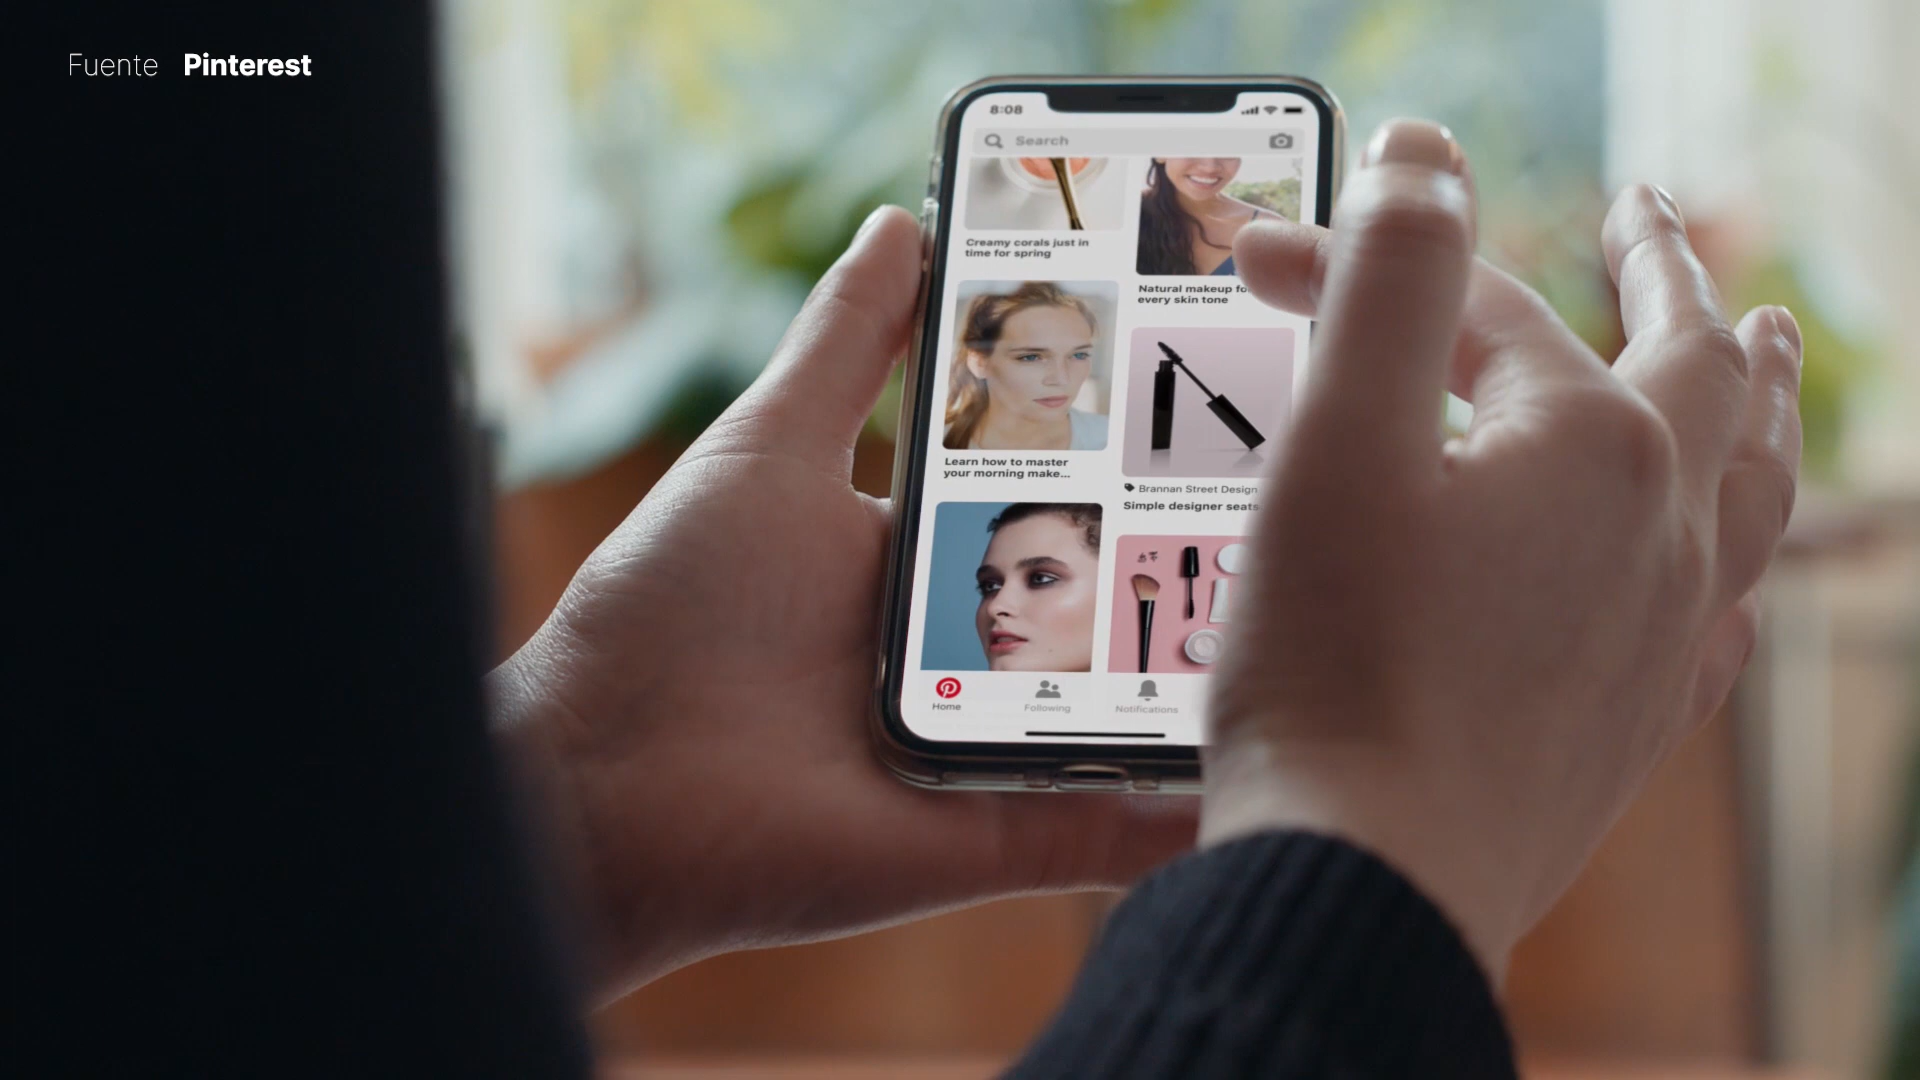 Fuente Pinterest
8:08
Search
Creamy corals just in
time for spring
Natural makeup fo
every skin tone
Learn how to master
your morning make...
Brannan Street Design
Simple designer seats
Home
Following
Notifications